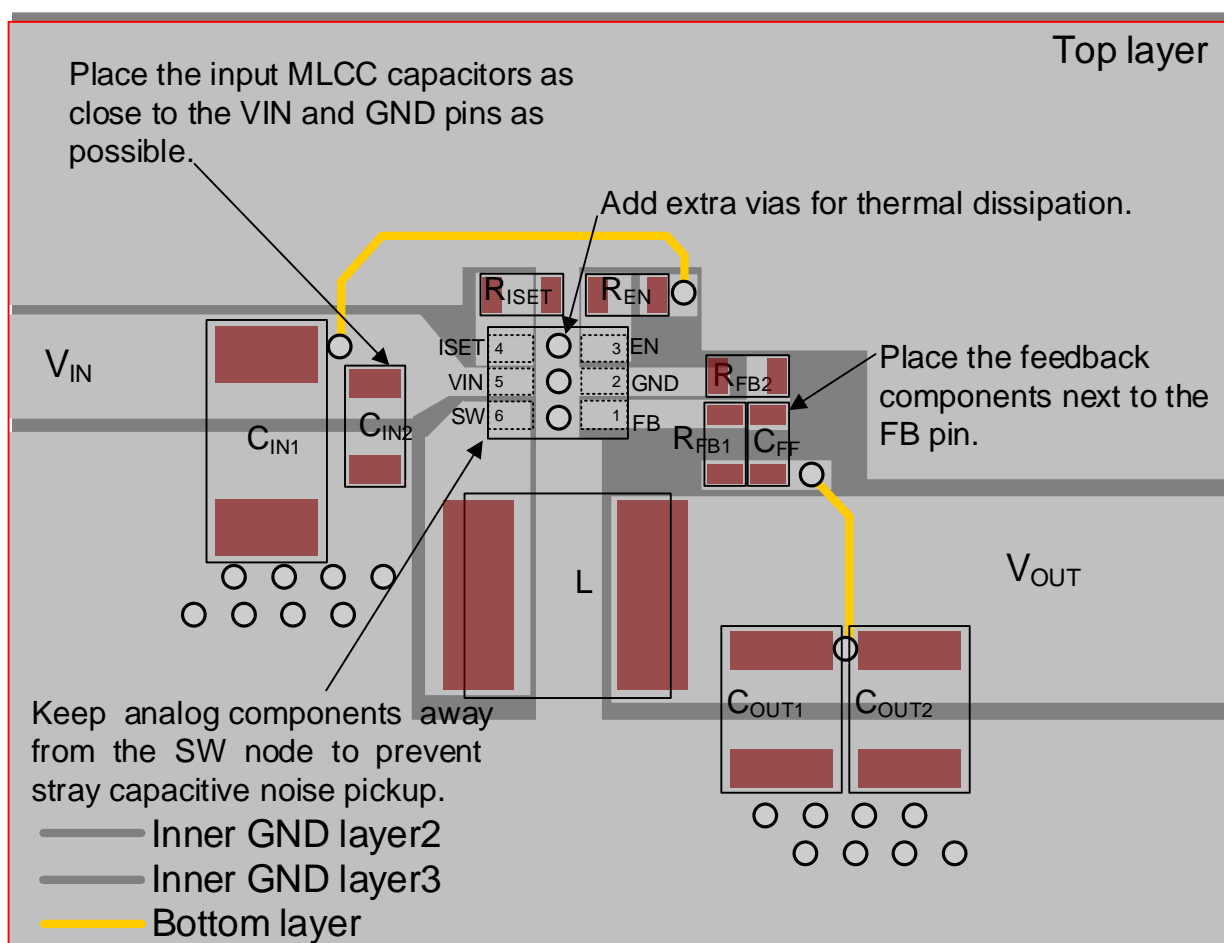 Top layer
Place the input MLCC capacitors as
close to the VIN and GND pins as
possible.
Add extra vias for thermal dissipation.
RISET
REN
ISET 4
3 EN
VIN
VIN 5
2 GND
RFB2
Place the feedback
components next to the
FB pin.
SW 6
1 FB
CIN1
CIN2
RFB1
CFF
L
VOUT
Keep analog components away
from the SW node to prevent
stray capacitive noise pickup.
COUT1
COUT2
Inner GND layer2
Inner GND layer3
Bottom layer